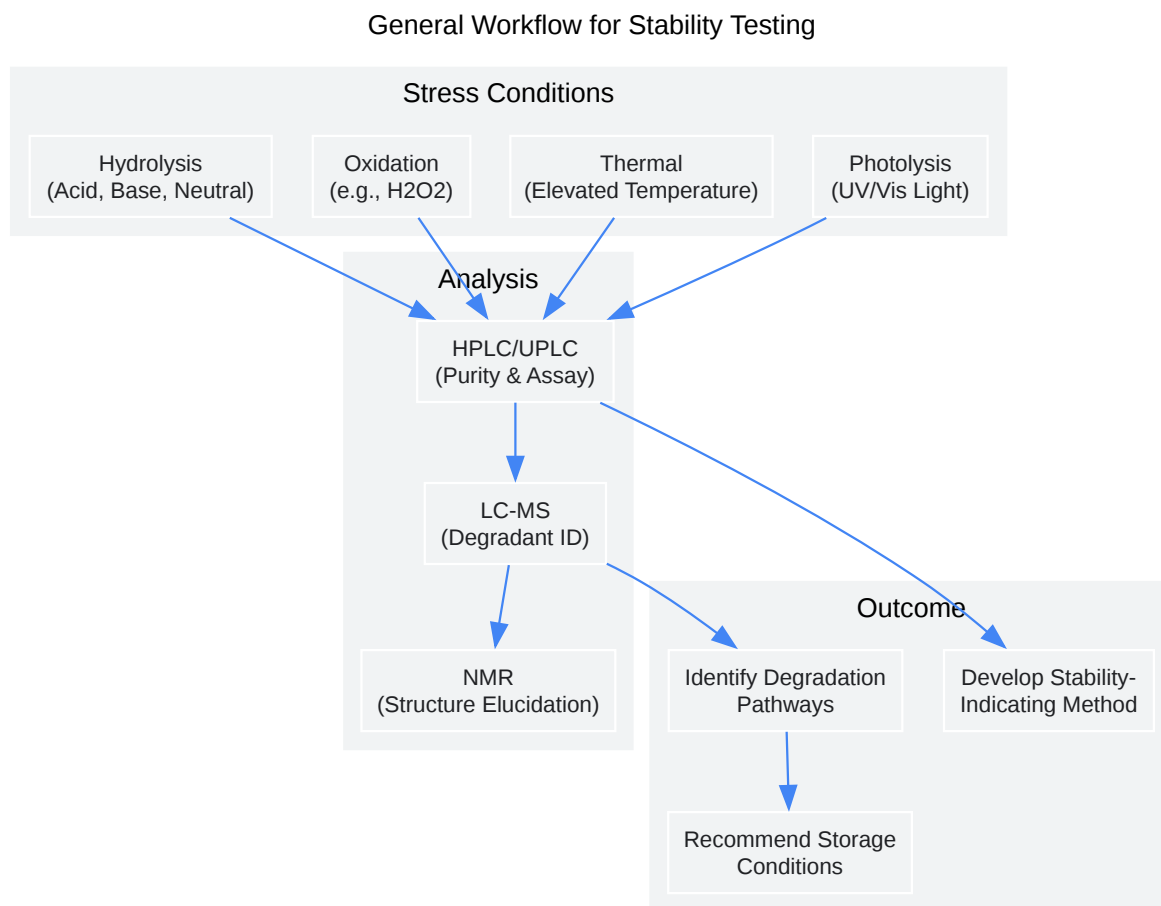 General Workflow for Stability Testing
Stress Conditions
Hydrolysis
(Acid, Base, Neutral)
Oxidation
(e.g., H2O2)
Thermal
(Elevated Temperature)
Photolysis
(UV/Vis Light)
Analysis
HPLC/UPLC
(Purity & Assay)
LC-MS
(Degradant ID)
NMR
(Structure Elucidation)
Outcome
Identify Degradation
Pathways
Develop Stability-
Indicating Method
Recommend Storage
Conditions